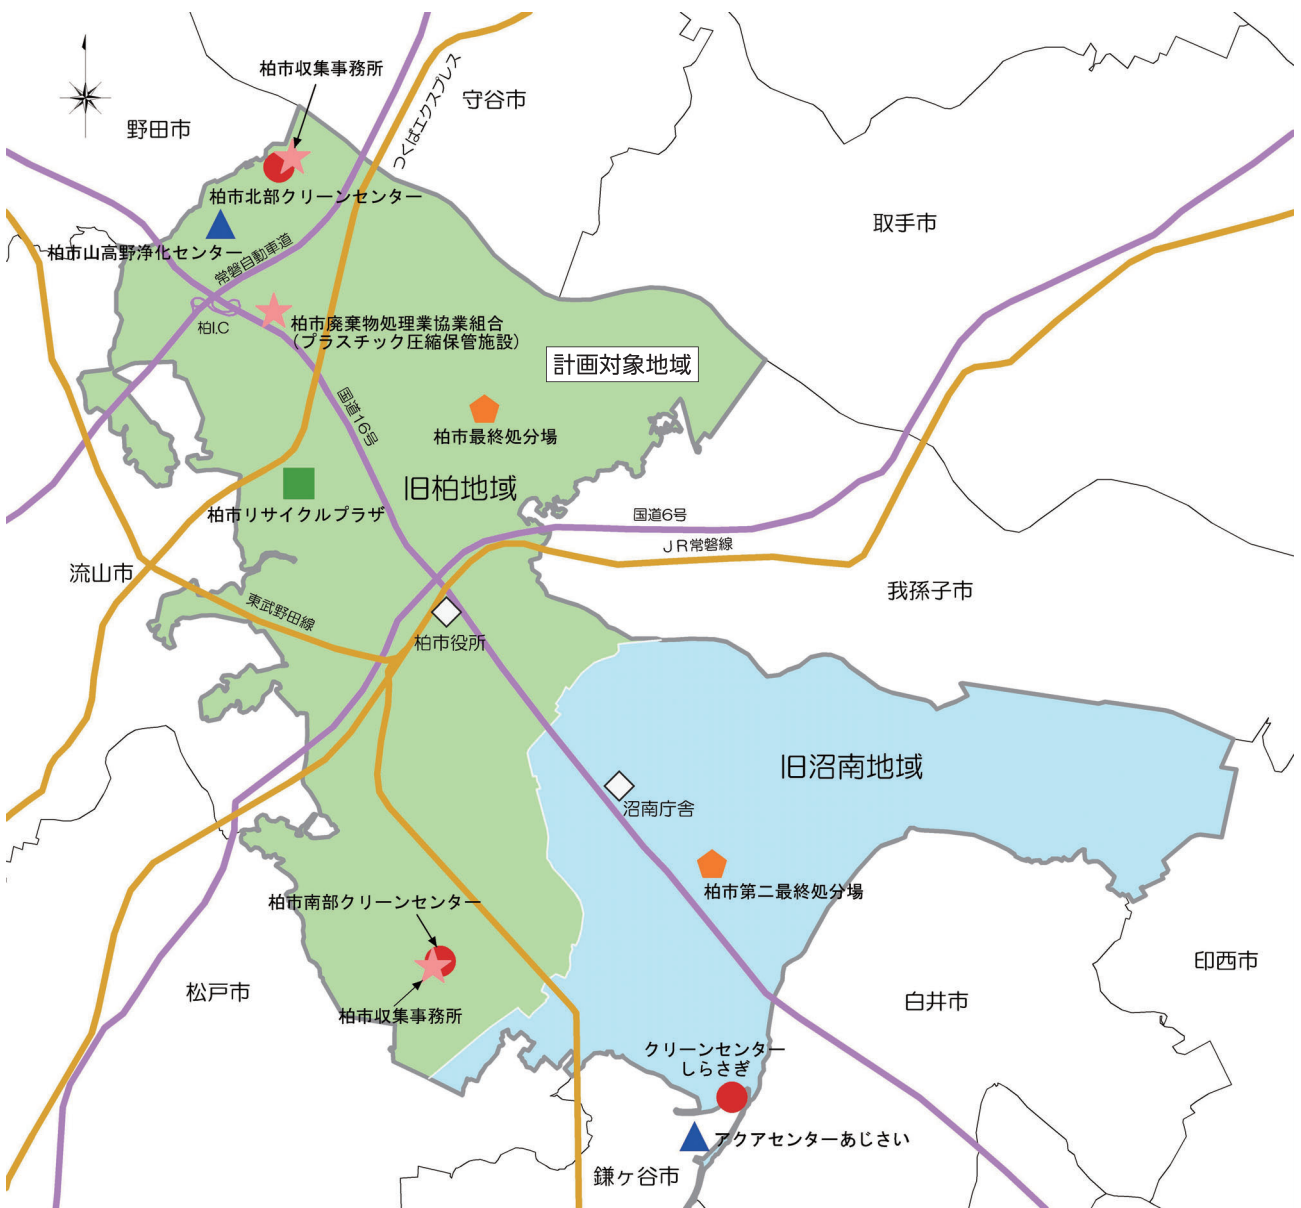 柏市収集事務所
守谷市
野田市
つくばエクスプレス
柏市北部クリーンセンター
取手市
柏市山高野浄化センター
常磐自動車道
柏I.C
柏市廃棄物処理業協業組合
(プラスチック圧縮保管施設)
計画対象地域
国道16号
柏市最終処分場
旧柏地域
柏市リサイクルプラザ
国道6号
JR常磐線
流山市
我孫子市
東武野田線
柏市役所
旧沼南地域
沼南庁舎
柏市第二最終処分場
柏市南部クリーンセンター
印西市
松戸市
白井市
柏市収集事務所
クリーンセンター
しらさぎ
アクアセンターあじさい
鎌ヶ谷市